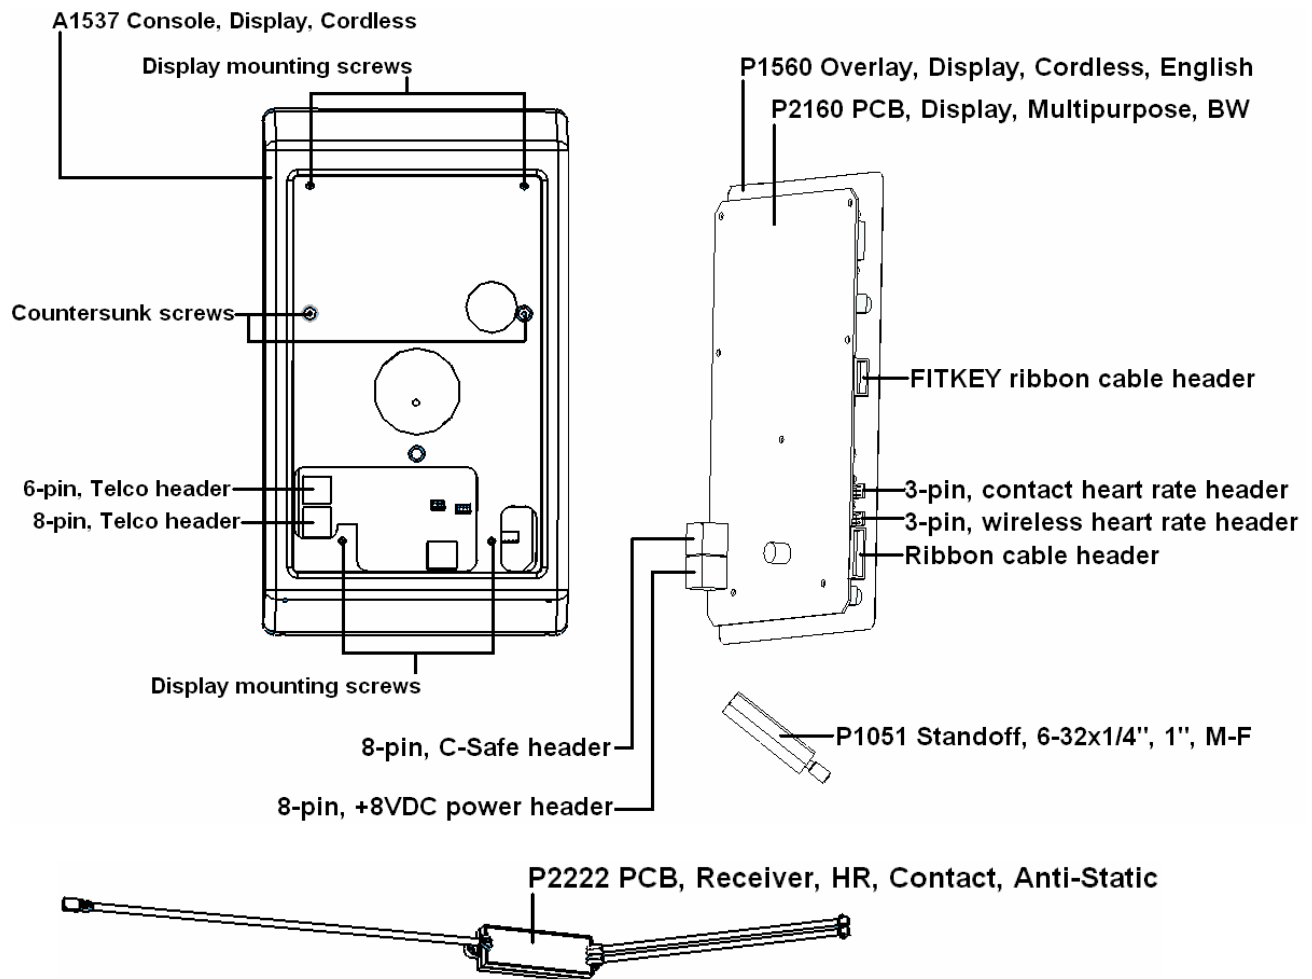 A1537 Console, Display, Cordless
Display mounting screws
P1560 Overlay, Display, Cordless, English
P2160 PCB, Display, Multipurpose, BW
Countersunk screws
FITKEY ribbon cable header
6-pin, Telco header
8-pin, Telco header
3-pin, contact heart rate header
3-pin, wireless heart rate header
Ribbon cable header
Display mounting screws
8-pin, C-Safe header
P1051 Standoff, 6-32x1/4", 1", M-F
8-pin, +8VDC power header
P2222 PCB, Receiver, HR, Contact, Anti-Static